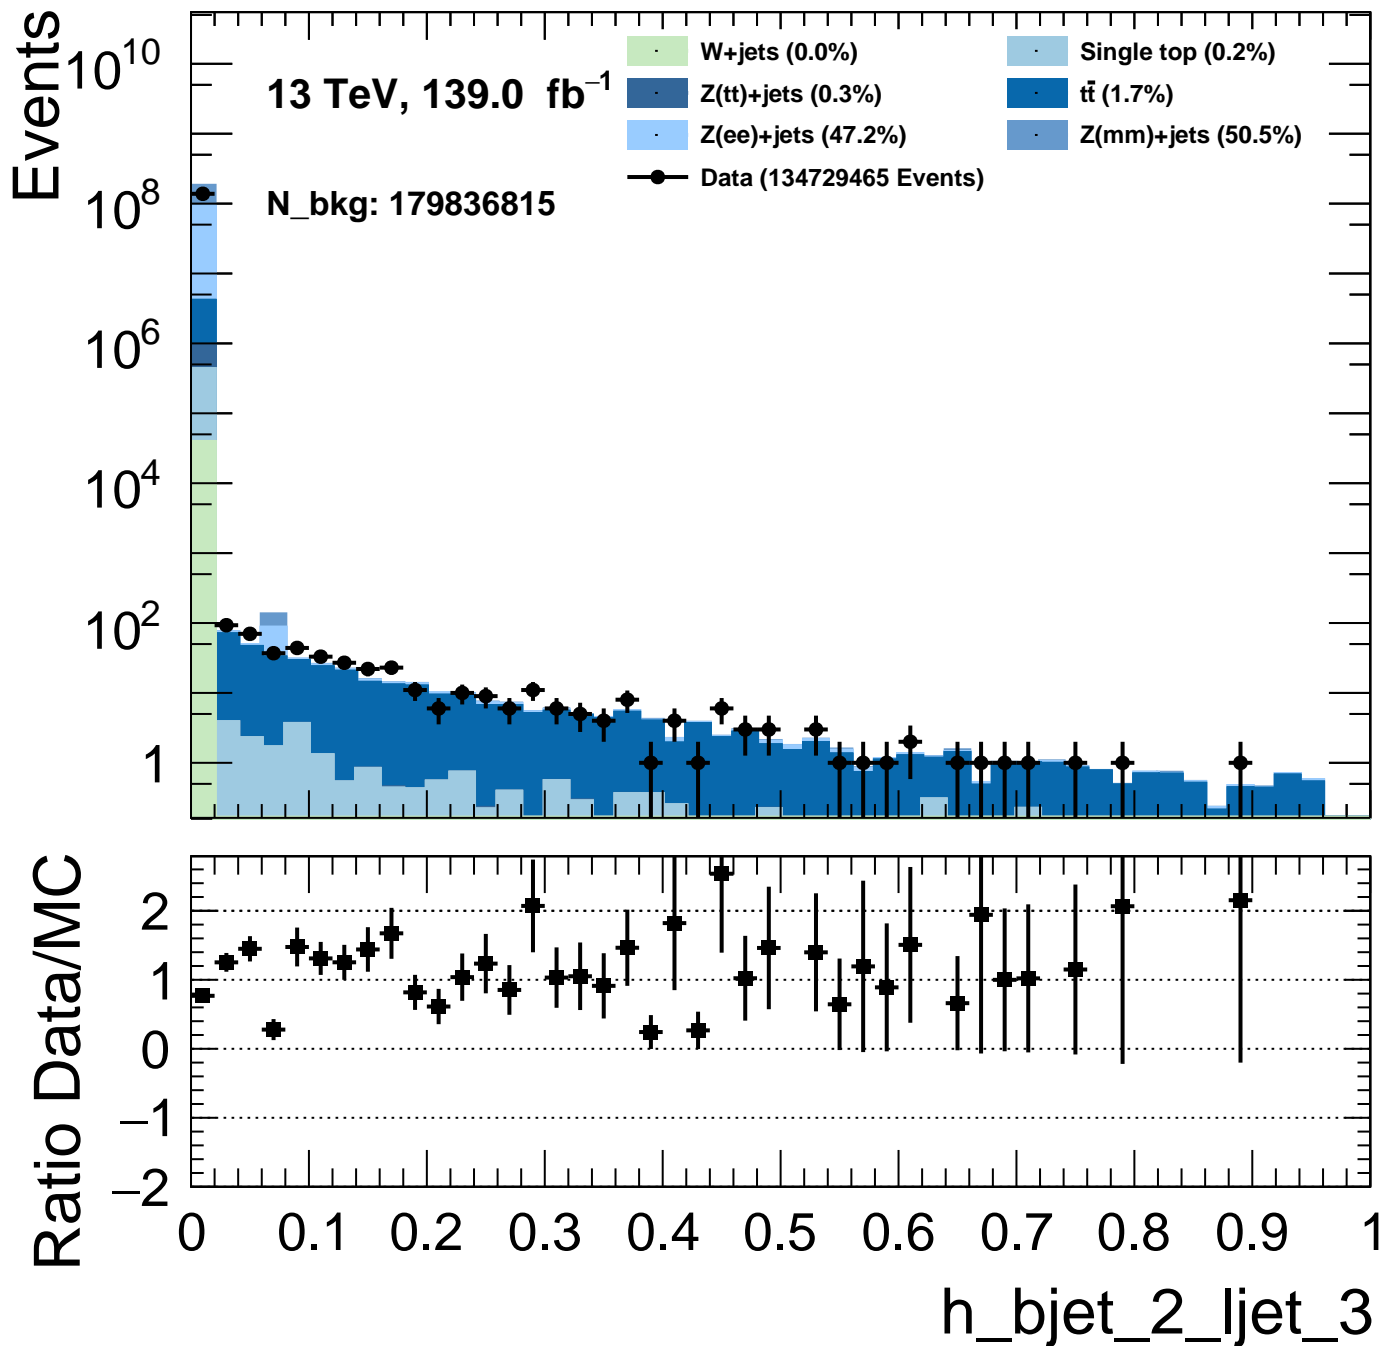 Events
10^10
10^8
10^6
10^4
10^2
1
13 TeV, 139.0 fb^−1
N_bkg: 179836815
W+jets (0.0%)
Single top (0.2%)
Z(tt)+jets (0.3%)
tt̄ (1.7%)
Z(ee)+jets (47.2%)
Z(mm)+jets (50.5%)
Data (134729465 Events)
Ratio Data/MC
2
1
0
−1
−2
0 0.1 0.2 0.3 0.4 0.5 0.6 0.7 0.8 0.9 1
h_bjet_2_ljet_3